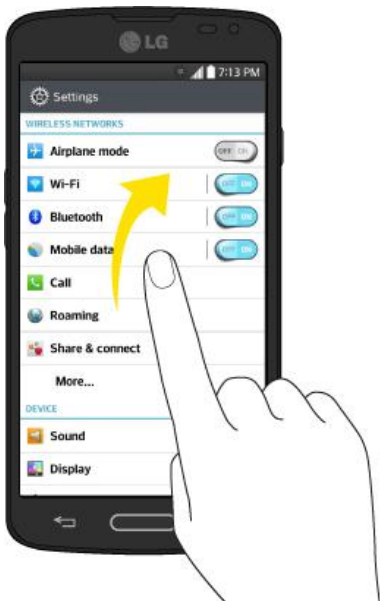 LG
7:13 PM
Settings
WIRELESS NETWORKS
Airplane mode OFF ON
Wi-Fi OFF ON
Bluetooth OFF ON
Mobile data OFF ON
Call
Roaming
Share & connect
More...
DEVICE
Sound
Display